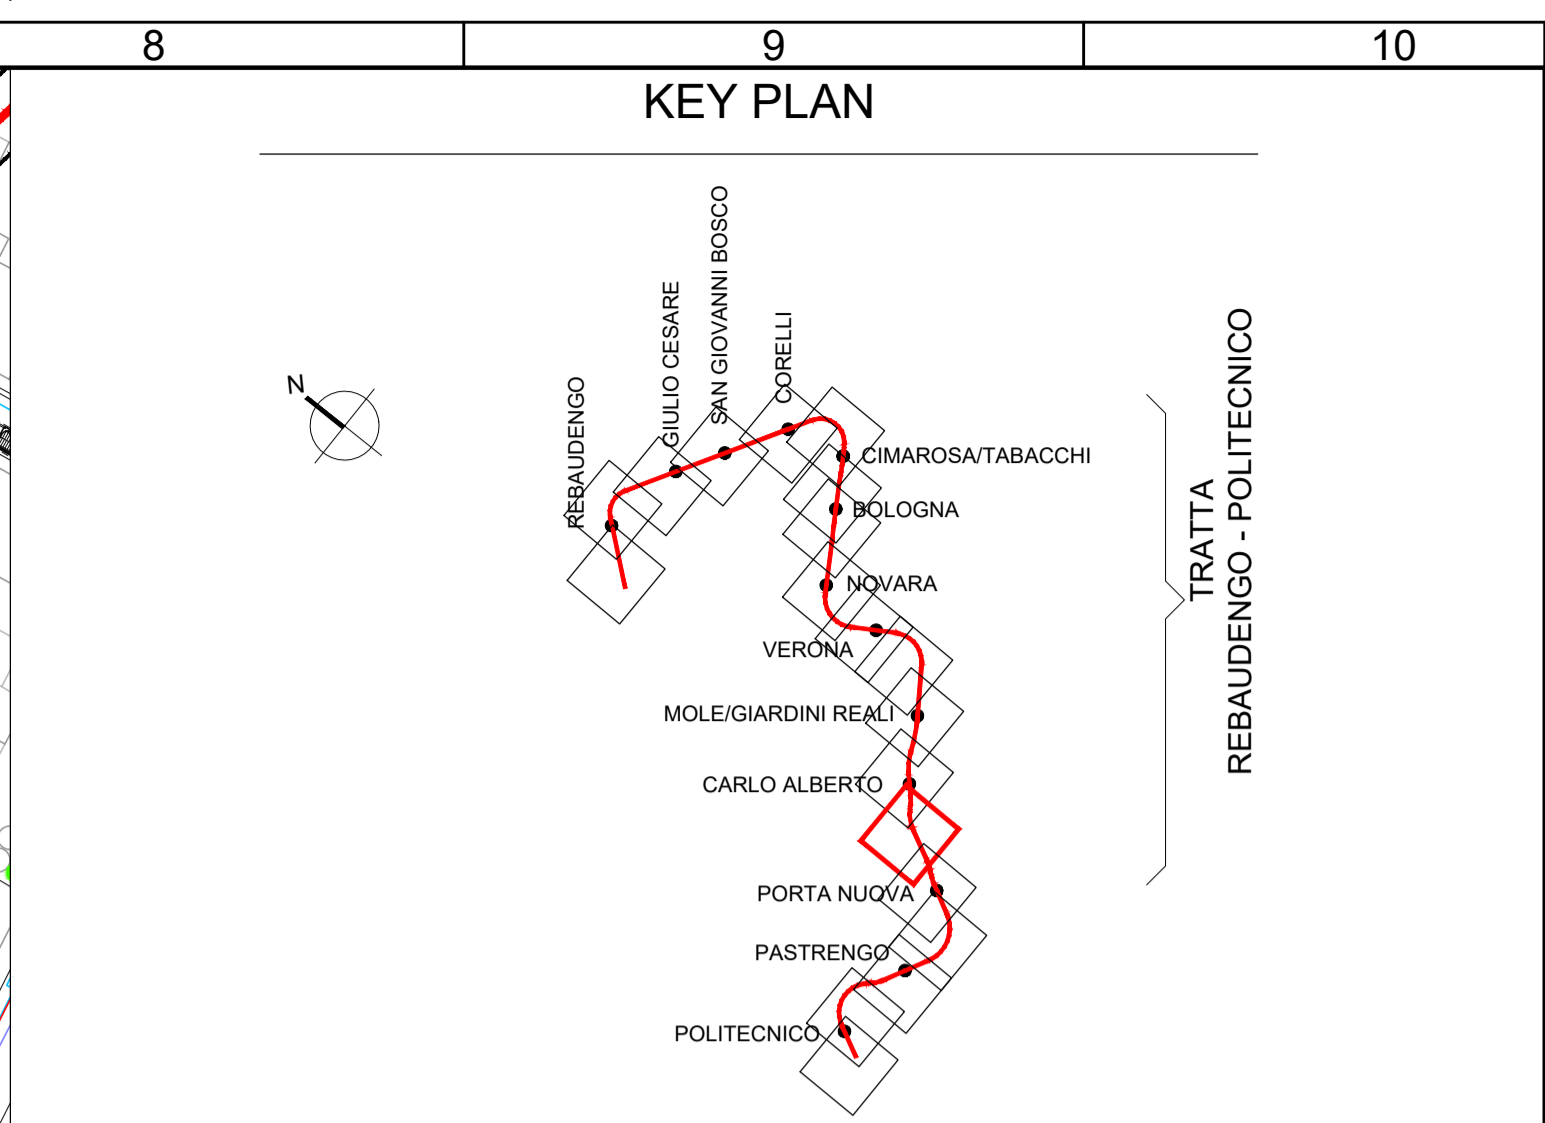 8
9
10
KEY PLAN
N
REBAUDENGO
GIULIO CESARE
SAN GIOVANNI BOSCO
CORELLI
CIMAROSA/TABACCHI
BOLOGNA
NOVARA
VERONA
MOLE/GIARDINI REALI
CARLO ALBERTO
PORTA NUOVA
PASTRENGO
POLITECNICO
TRATTA
REBAUDENGO - POLITECNICO